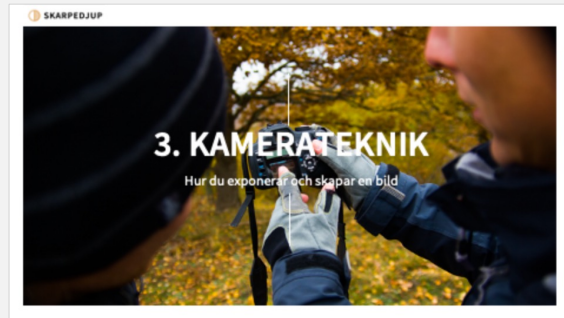 SKARPEDJUP
3. KAMERATEKNIK
Hur du exponerar och skapar en bild